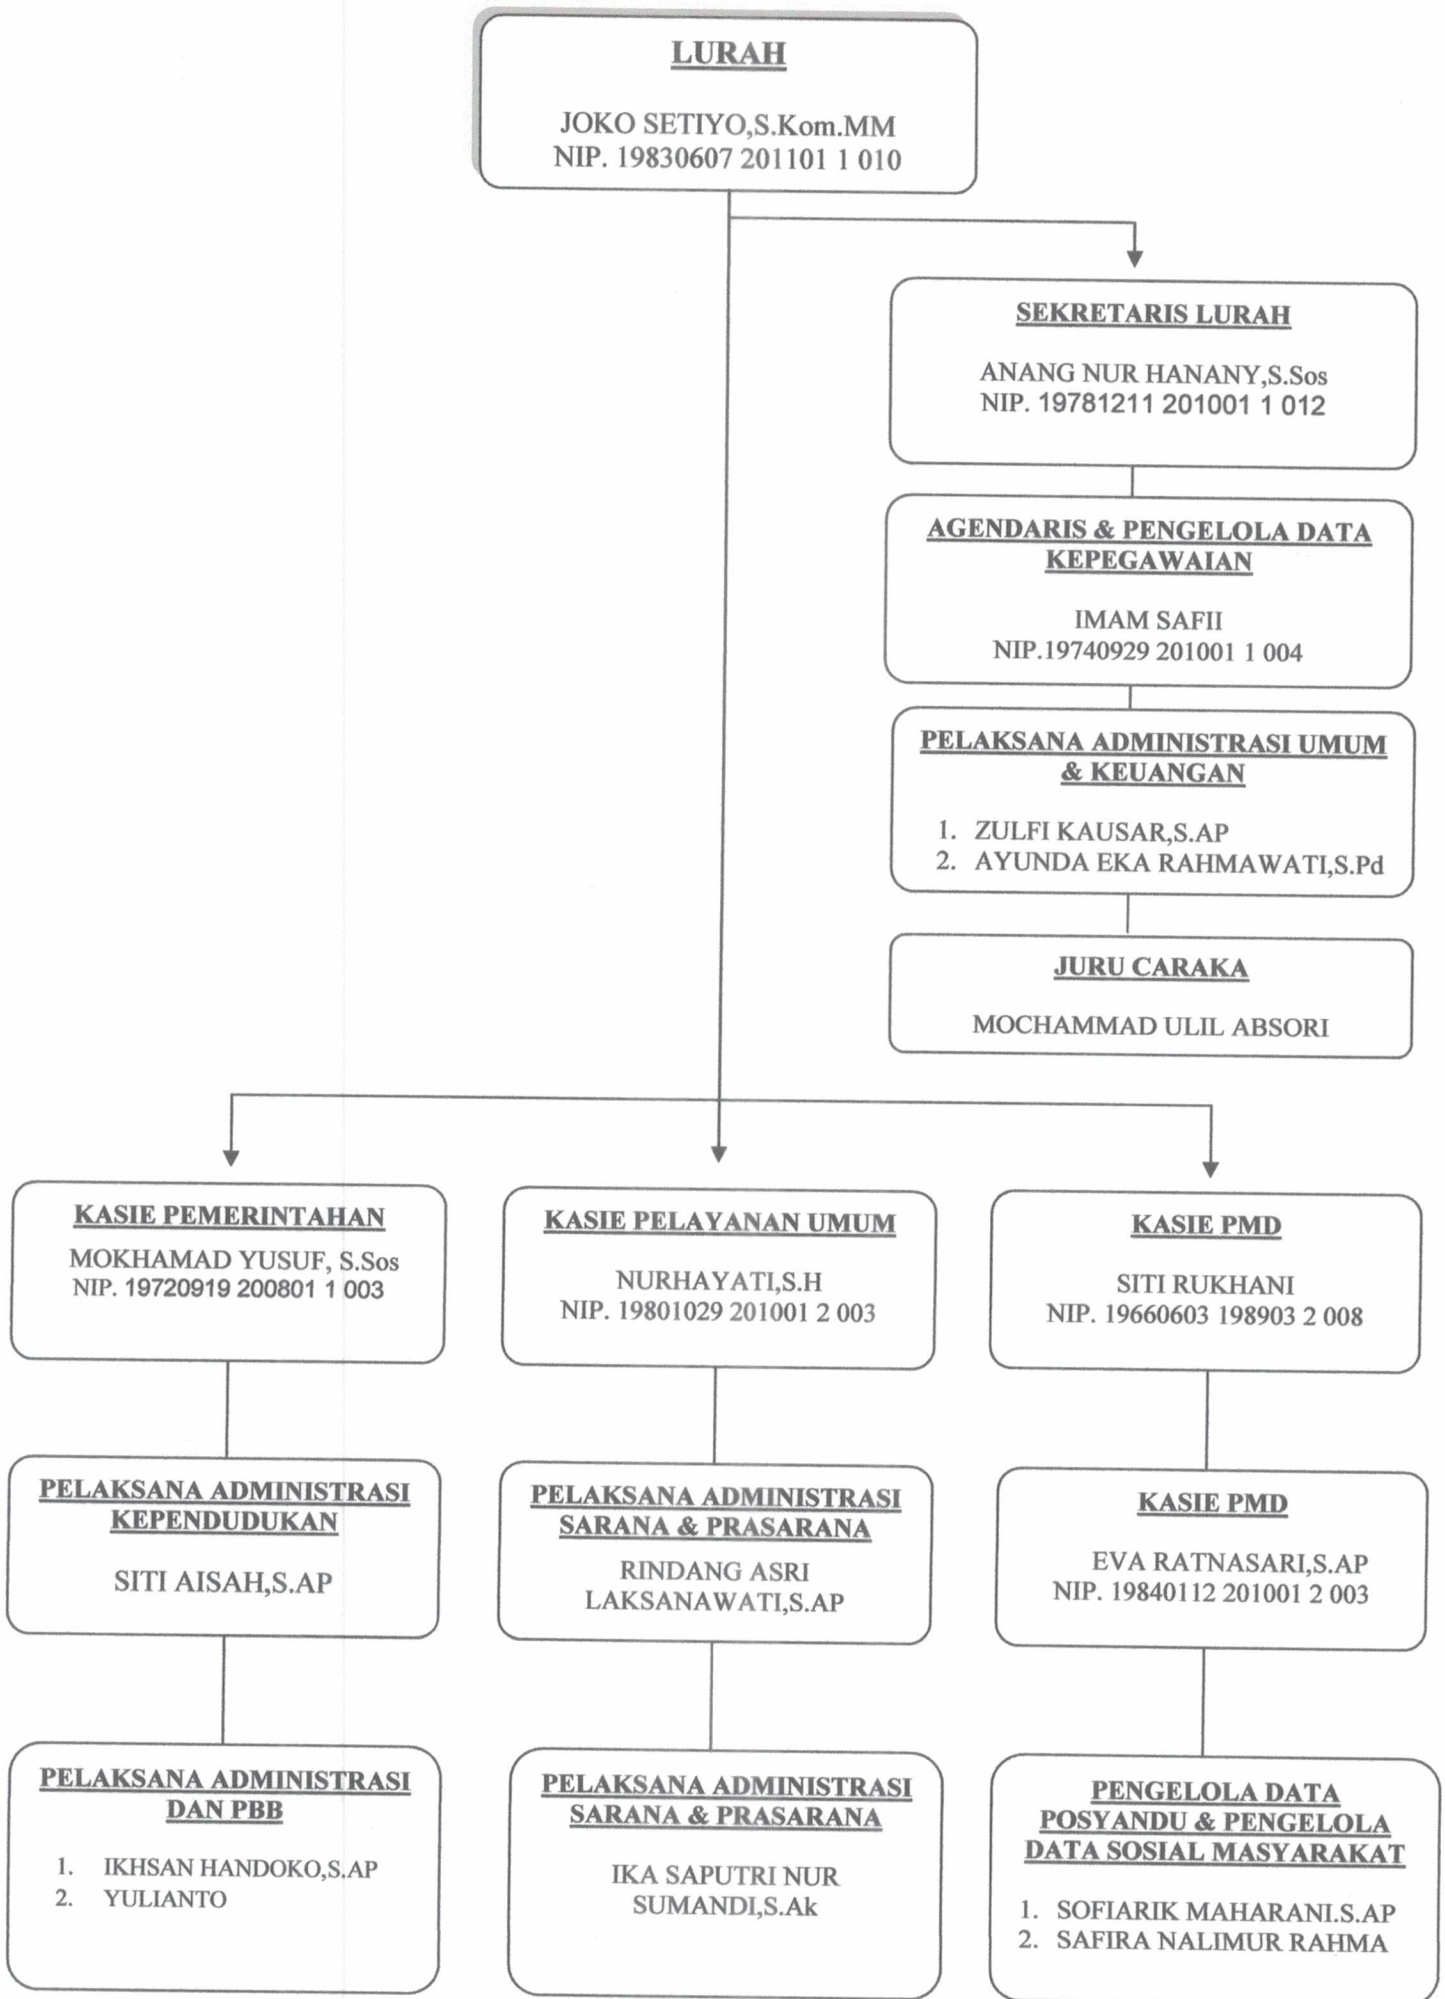 LURAH
JOKO SETIYO,S.Kom.MM
NIP. 19830607 201101 1 010
SEKRETARIS LURAH
ANANG NUR HANANY,S.Sos
NIP. 19781211 201001 1 012
AGENDARIS & PENGELOLA DATA
KEPEGAWAIAN
IMAM SAFII
NIP.19740929 201001 1 004
PELAKSANA ADMINISTRASI UMUM
& KEUANGAN
1. ZULFI KAUSAR,S.AP
2. AYUNDA EKA RAHMAWATI,S.Pd
JURU CARAKA
MOCHAMMAD ULIL ABSORI
KASIE PEMERINTAHAN
MOKHAMAD YUSUF, S.Sos
NIP. 19720919 200801 1 003
KASIE PELAYANAN UMUM
NURHAYATI,S.H
NIP. 19801029 201001 2 003
KASIE PMD
SITI RUKHANI
NIP. 19660603 198903 2 008
PELAKSANA ADMINISTRASI
KEPENDUDUKAN
SITI AISAH,S.AP
PELAKSANA ADMINISTRASI
SARANA & PRASARANA
RINDANG ASRI
LAKSANAWATI,S.AP
KASIE PMD
EVA RATNASARI,S.AP
NIP. 19840112 201001 2 003
PELAKSANA ADMINISTRASI
DAN PBB
1. IKHSAN HANDOKO,S.AP
2. YULIANTO
PELAKSANA ADMINISTRASI
SARANA & PRASARANA
IKA SAPUTRI NUR
SUMANDI,S.Ak
PENGELOLA DATA
POSYANDU & PENGELOLA
DATA SOSIAL MASYARAKAT
1. SOFIARIK MAHARANI.S.AP
2. SAFIRA NALIMUR RAHMA